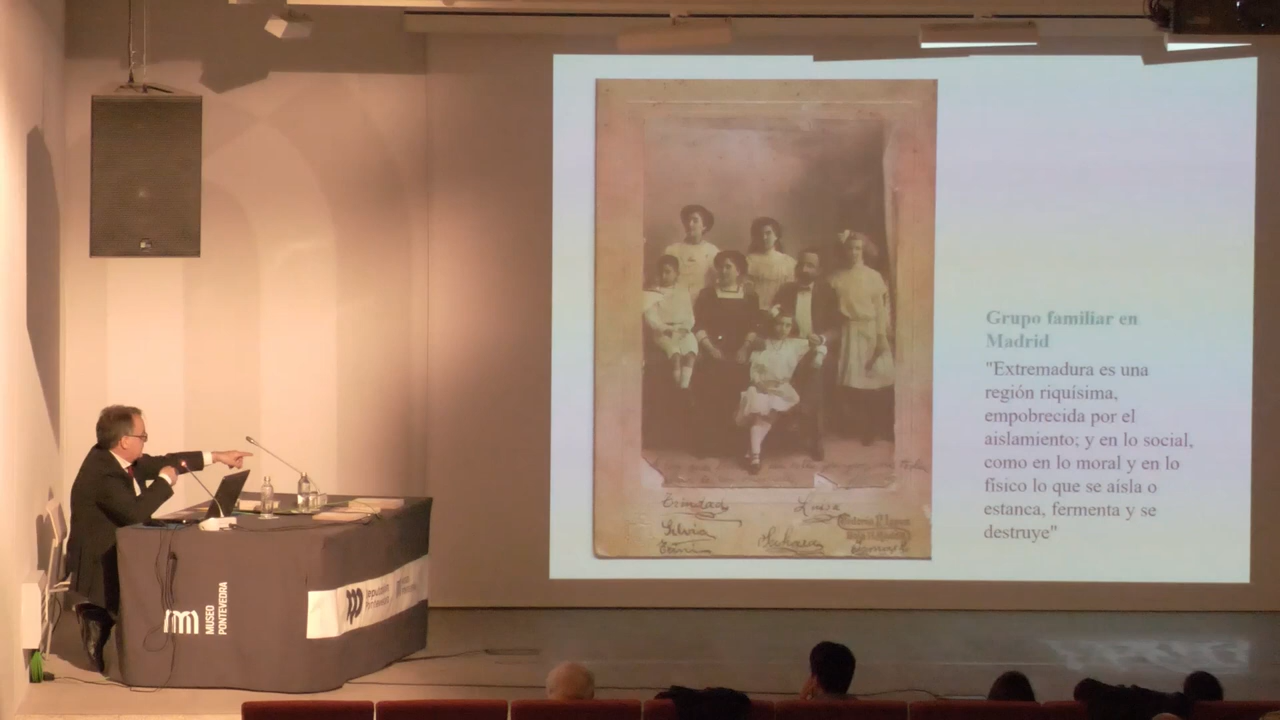 Grupo familiar en
Madrid
"Extremadura es una
región riquísima,
empobrecida por el
aislamiento; y en lo social,
como en lo moral y en lo
físico lo que se aísla o
estanca, fermenta y se
destruye"
Trinidad
Luisa
Silvia
MUSEO
PONTEVEDRA